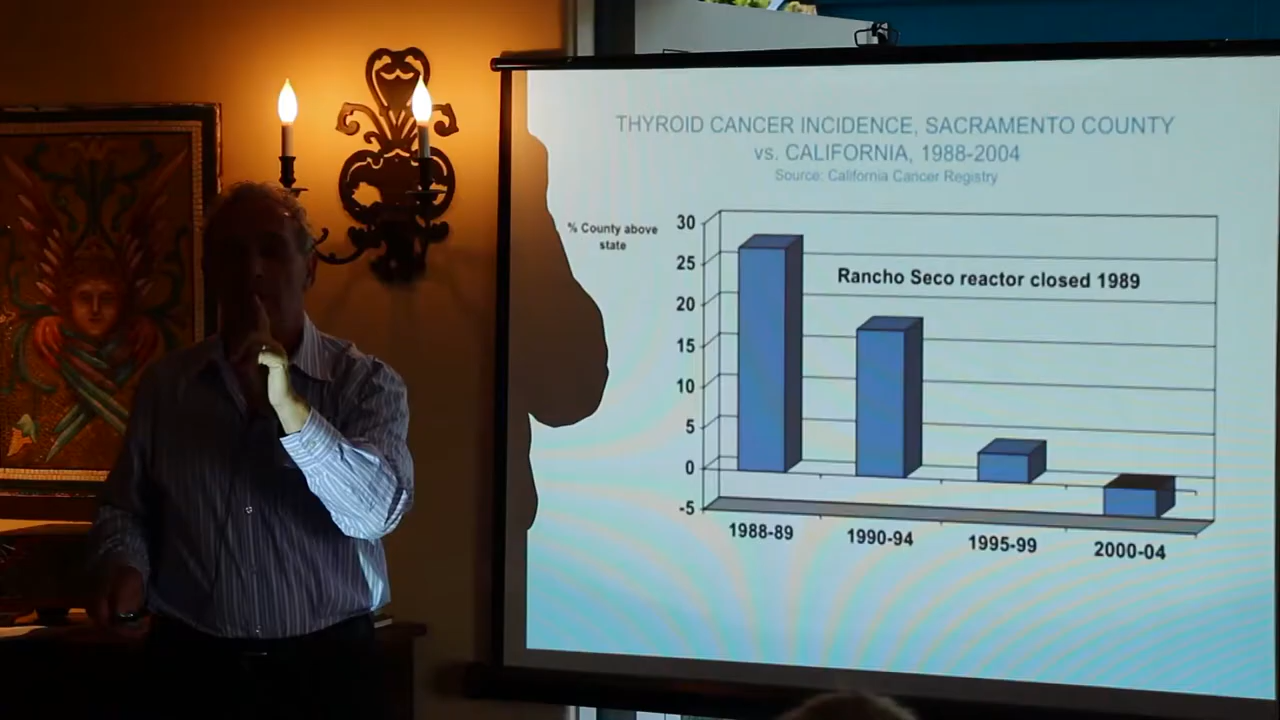 THYROID CANCER INCIDENCE, SACRAMENTO COUNTY
vs. CALIFORNIA, 1988-2004
Source: California Cancer Registry
% County above
state
30
25
20
15
10
5
0
-5
Rancho Seco reactor closed 1989
1988-89 1990-94 1995-99 2000-04